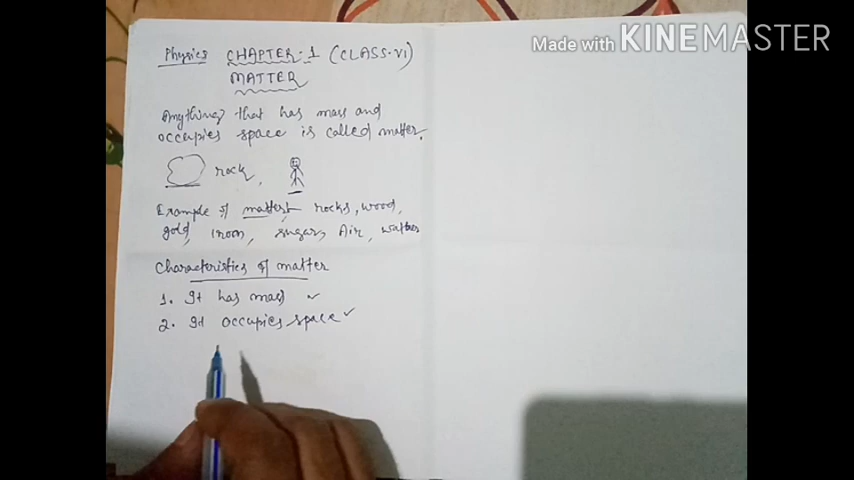 Made with KINEMASTER
Physics CHAPTER-1 (CLASS-VI)
MATTER
Anything that has mass and
occupies space is called matter.
rock,
Example of matter rocks, wood,
gold, iron, sugar, Air, water
Characteristics of matter
1. It has mass
2. It occupies space